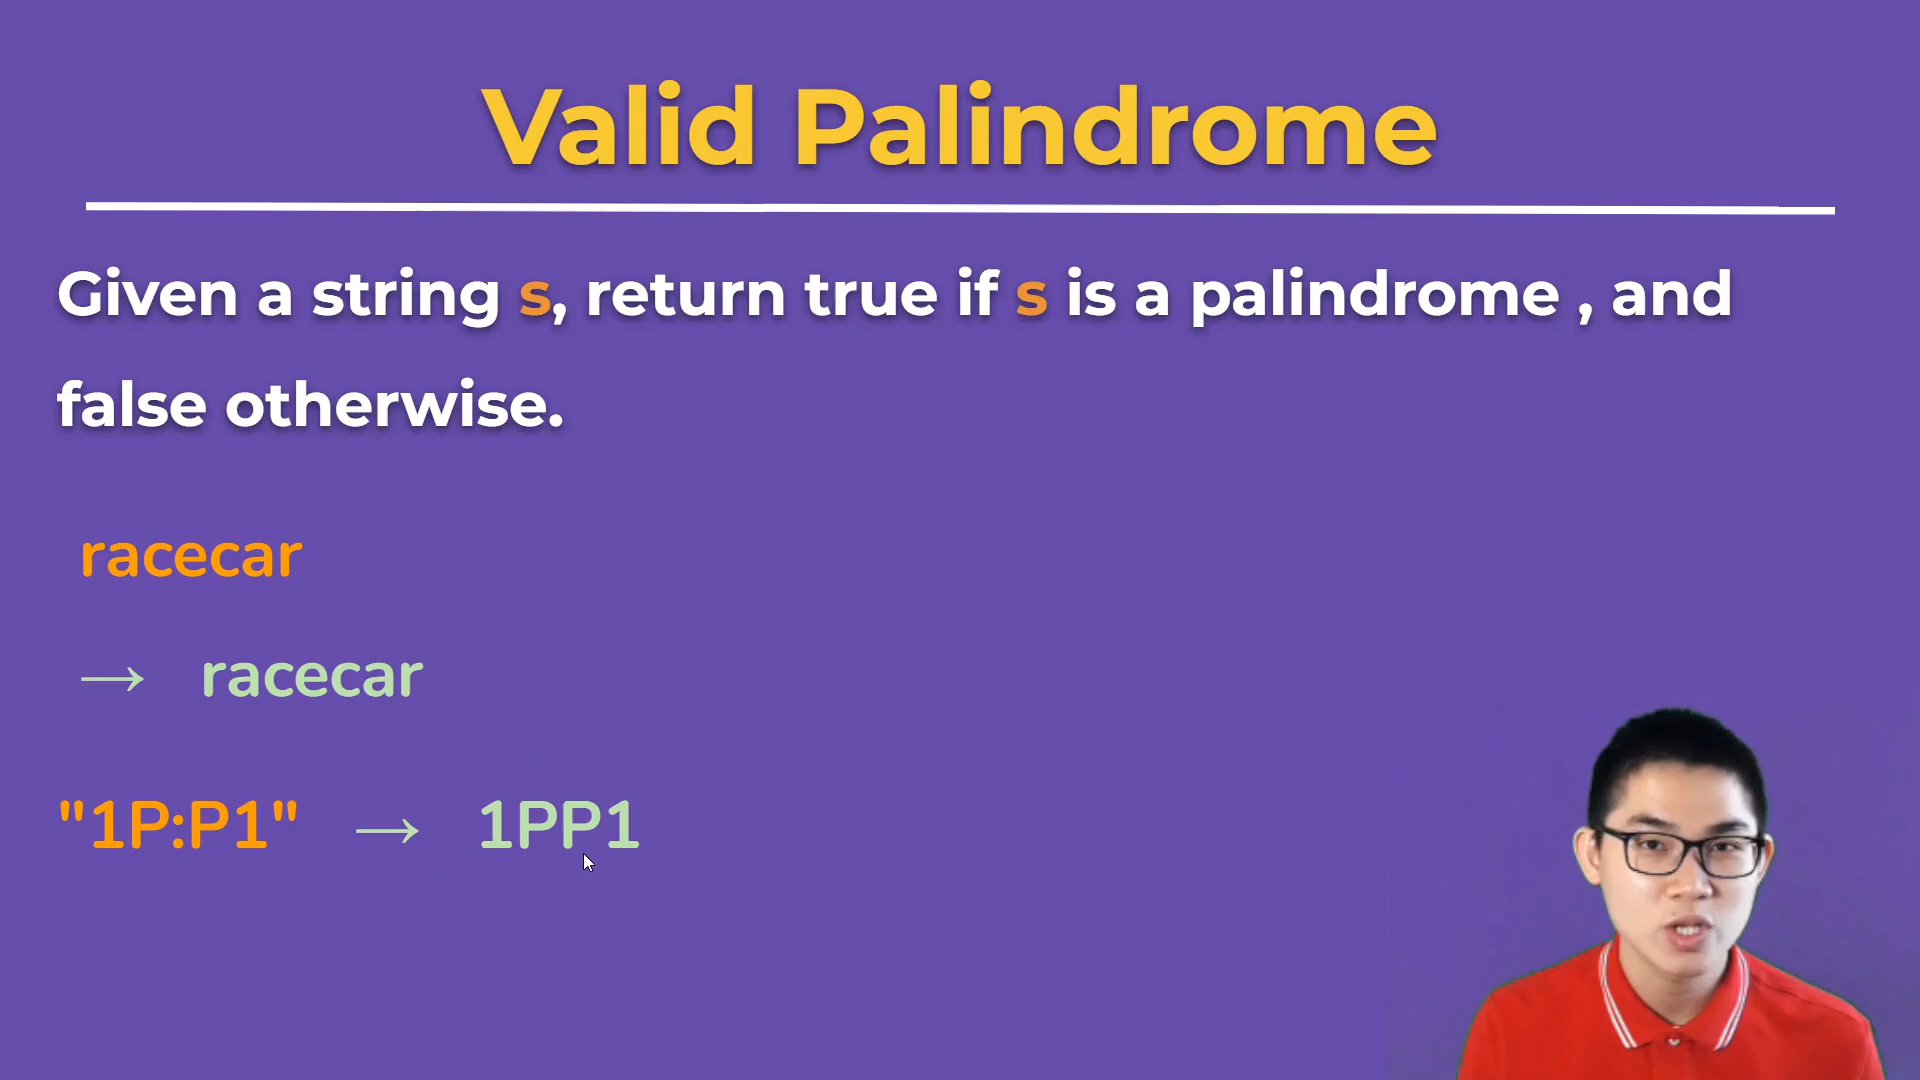 Valid Palindrome
Given a string s, return true if s is a palindrome , and
false otherwise.
racecar
→ racecar
"1P:P1" → 1PP1